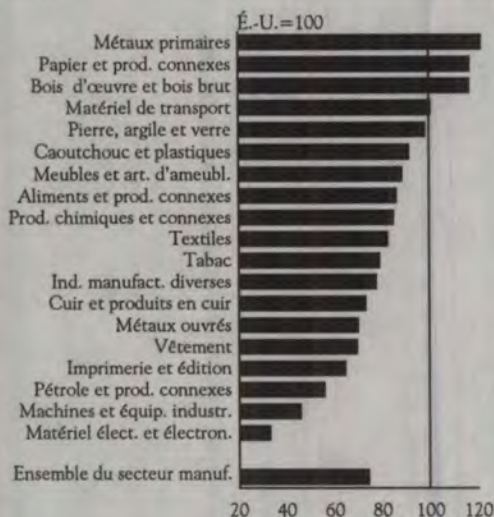 É.-U.=100
Métaux primaires
Papier et prod. connexes
Bois d'œuvre et bois brut
Matériel de transport
Pierre, argile et verre
Caoutchouc et plastiques
Meubles et art. d'ameubl.
Aliments et prod. connexes
Prod. chimiques et connexes
Textiles
Tabac
Ind. manufact. diverses
Cuir et produits en cuir
Métaux ouvrés
Vêtement
Imprimerie et édition
Pétrole et prod. connexes
Machines et équip. industr.
Matériel élect. et électron.
Ensemble du secteur manuf.
20 40 60 80 100 120